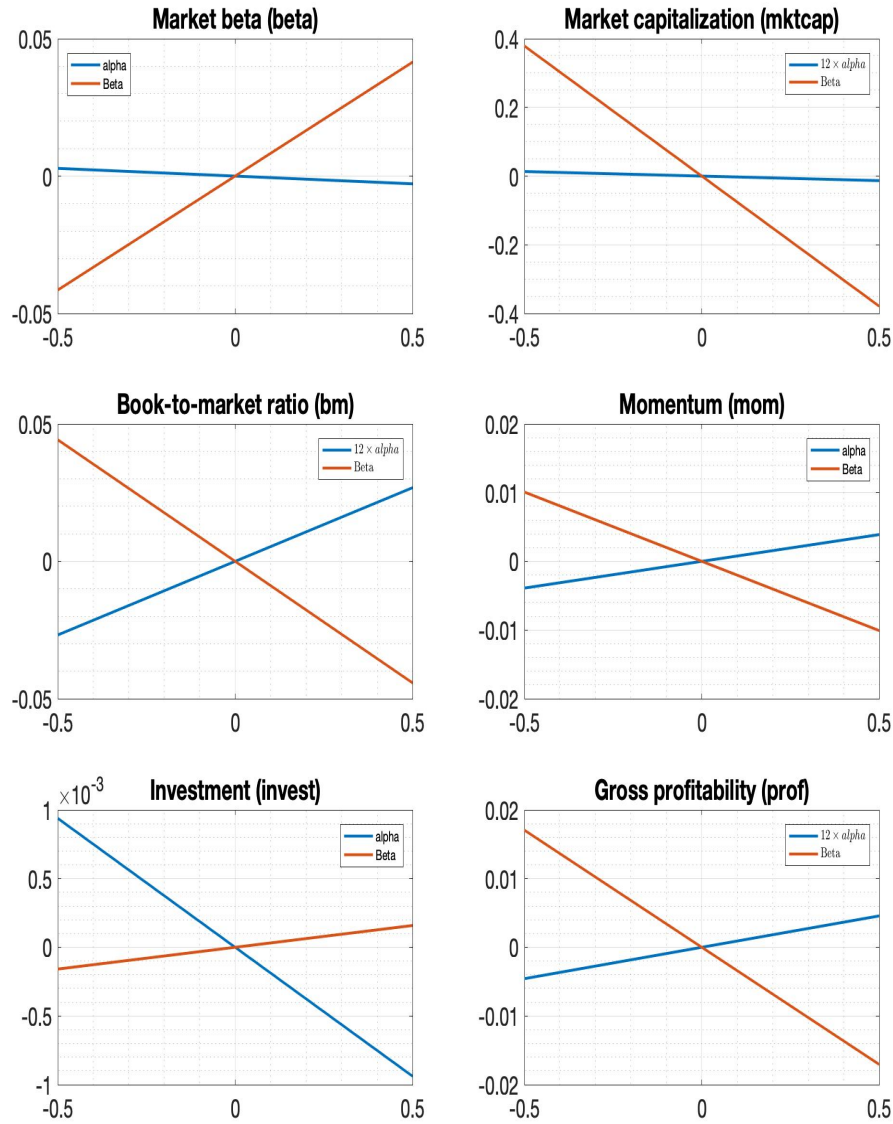 Market beta (beta)
0.05
0
-0.05
-0.5
0
0.5
alpha
Beta
Market capitalization (mktcap)
0.4
0.2
0
-0.2
-0.4
-0.5
0
0.5
12 × alpha
Beta
Book-to-market ratio (bm)
0.05
0
-0.05
-0.5
0
0.5
12 × alpha
Beta
Momentum (mom)
0.02
0.01
0
-0.01
-0.02
-0.5
0
0.5
alpha
Beta
Investment (invest)
×10⁻³
1
0.5
0
-0.5
-1
-0.5
0
0.5
alpha
Beta
Gross profitability (prof)
0.02
0.01
0
-0.01
-0.02
-0.5
0
0.5
12 × alpha
Beta